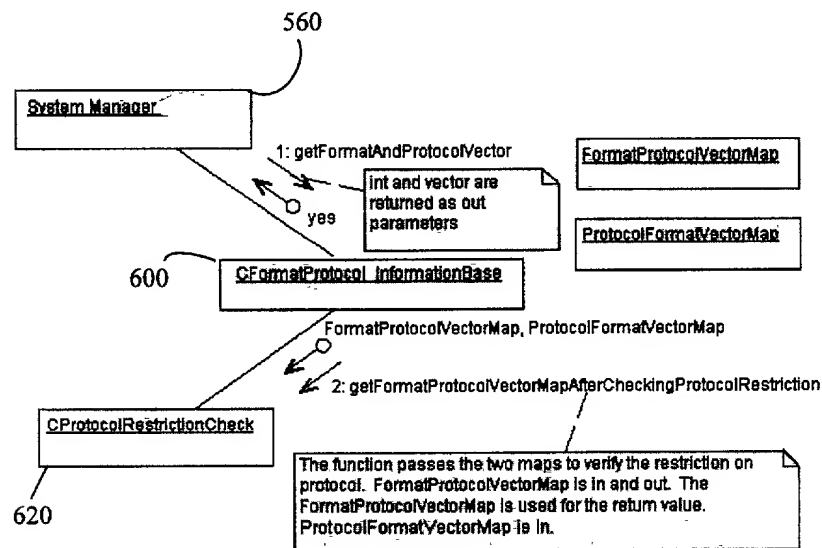 560
System Manager
1: getFormatAndProtocolVector
FormatProtocolVectorMap
int and vector are
returned as out
parameters
yes
ProtocolFormatVectorMap
600
CFormatProtocol_InformationBase
FormatProtocolVectorMap, ProtocolFormatVectorMap
2: getFormatProtocolVectorMapAfterCheckingProtocolRestriction
CProtocolRestrictionCheck
The function passes the two maps to verify the restriction on
protocol. FormatProtocolVectorMap is in and out. The
FormatProtocolVectorMap is used for the return value.
ProtocolFormatVectorMap is in.
620